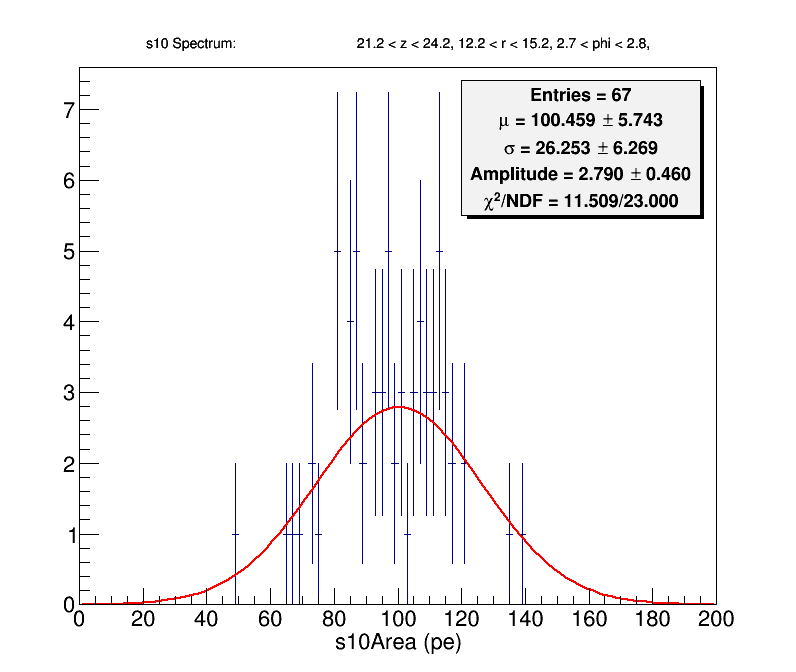 s10 Spectrum: 21.2 < z < 24.2, 12.2 < r < 15.2, 2.7 < phi < 2.8,
Entries = 67
μ = 100.459 ± 5.743
σ = 26.253 ± 6.269
Amplitude = 2.790 ± 0.460
χ²/NDF = 11.509/23.000
7
6
5
4
3
2
1
0
0 20 40 60 80 100 120 140 160 180 200
s10Area (pe)